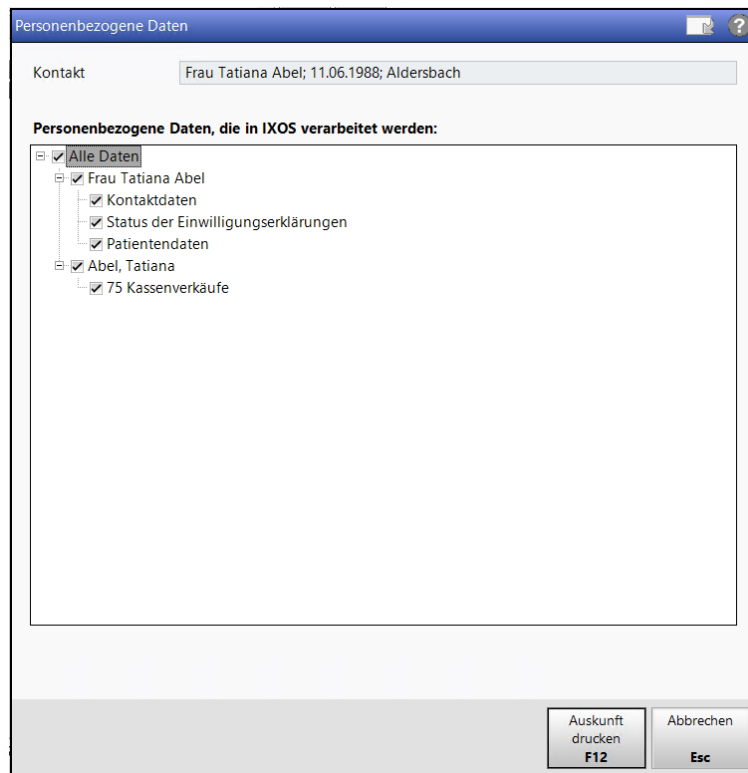 Personenbezogene Daten
Kontakt Frau Tatiana Abel; 11.06.1988; Aldersbach
Personenbezogene Daten, die in IXOS verarbeitet werden:
Alle Daten
Frau Tatiana Abel
Kontaktdaten
Status der Einwilligungserklärungen
Patientendaten
Abel, Tatiana
75 Kassenverkäufe
Auskunft drucken F12
Abbrechen Esc